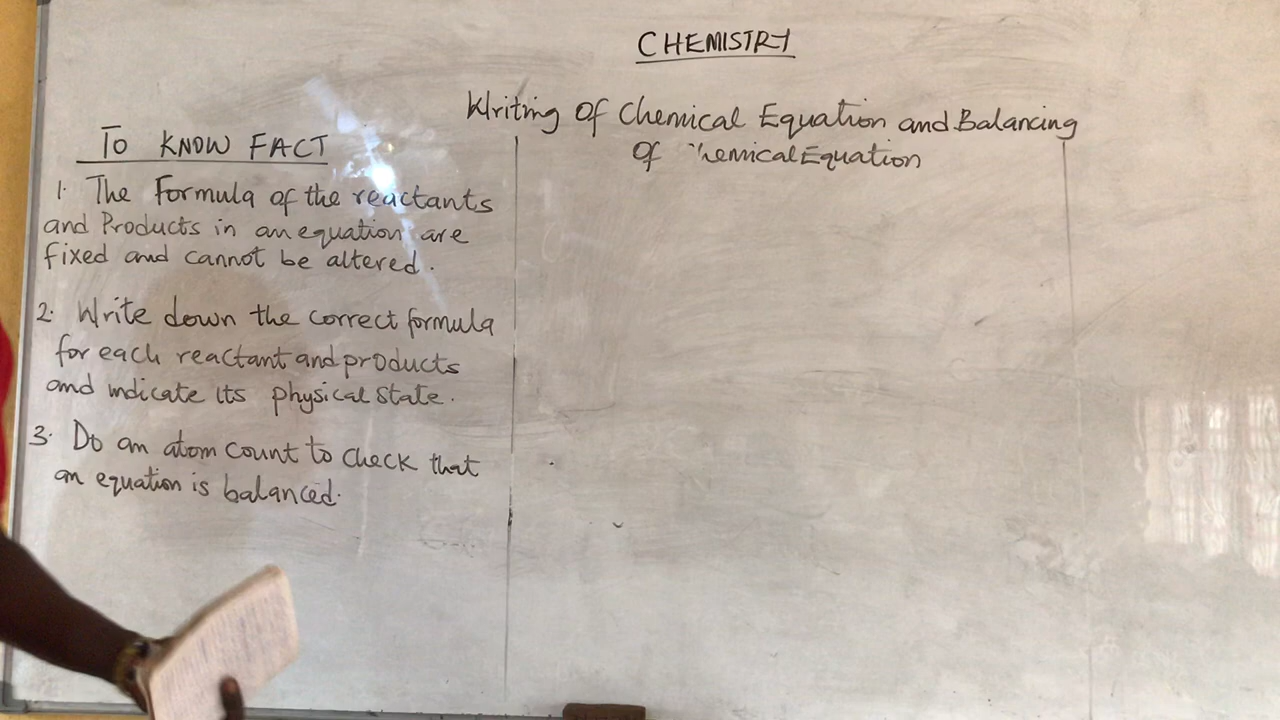 CHEMISTRY
Writing Of Chemical Equation and Balancing
Of hemical Equation
TO KNOW FACT
1. The Formula of the reactants
and Products in an equation are
fixed and cannot be altered.
2. Write down the correct formula
for each reactant and products
and indicate its physical state.
3. Do an atom count to check that
an equation is balanced.